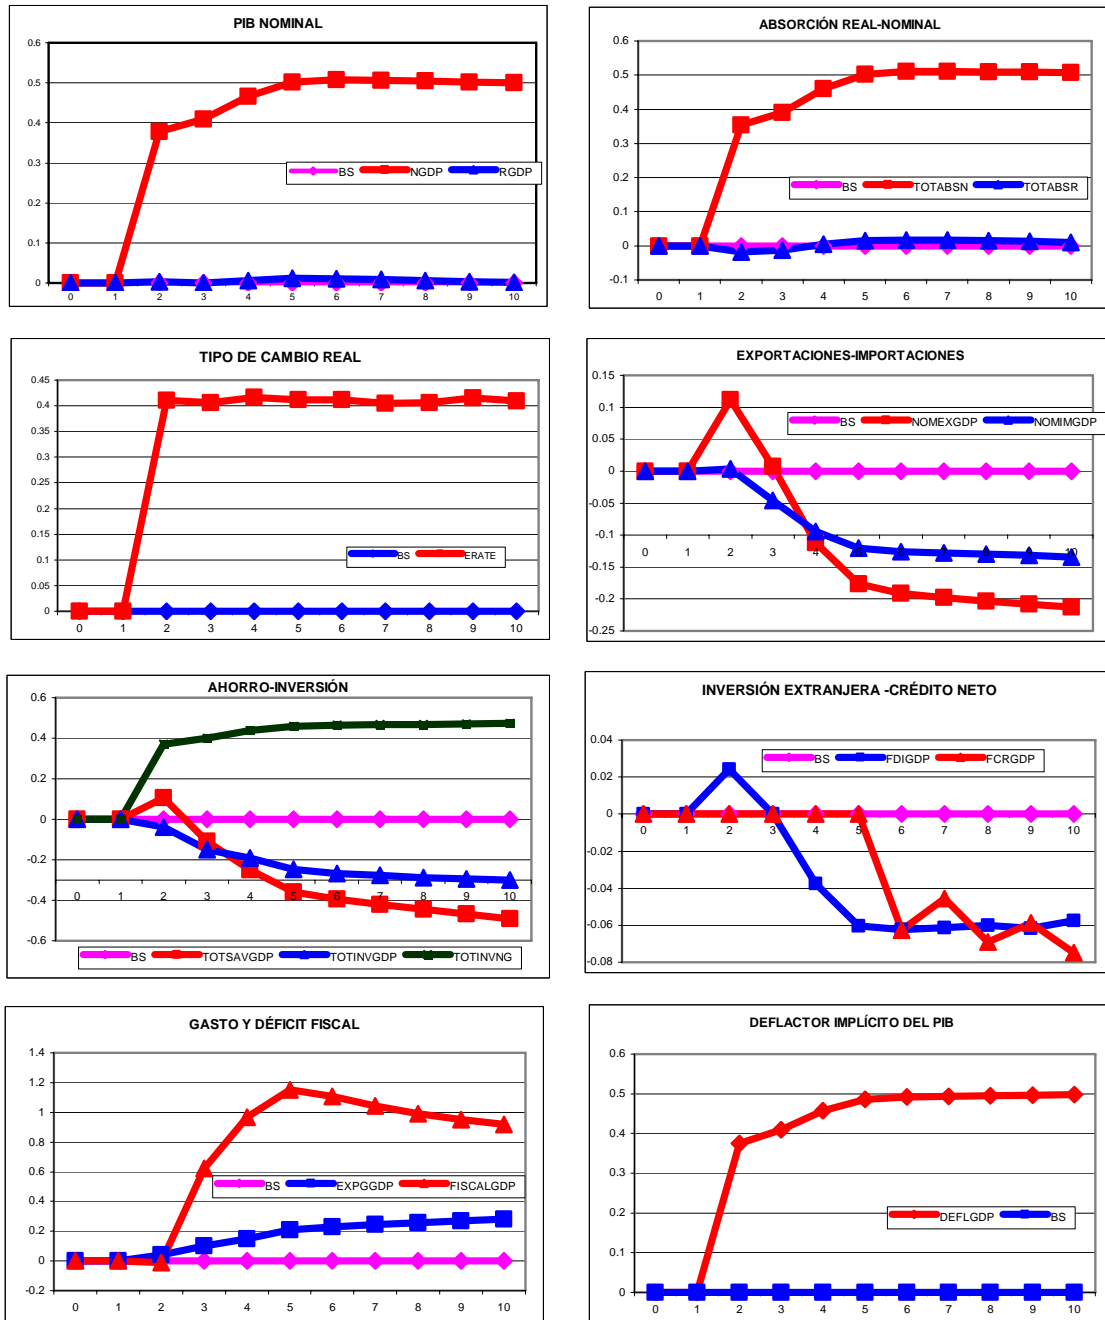 PIB NOMINAL
0.6
0.5
0.4
0.3
0.2
0.1
0
BS NGDP RGDP
0 1 2 3 4 5 6 7 8 9 10
ABSORCIÓN REAL-NOMINAL
0.6
0.5
0.4
0.3
0.2
0.1
0
-0.1
BS TOTABSN TOTABSR
0 1 2 3 4 5 6 7 8 9 10
TIPO DE CAMBIO REAL
0.45
0.4
0.35
0.3
0.25
0.2
0.15
0.1
0.05
0
BS ERATE
0 1 2 3 4 5 6 7 8 9 10
EXPORTACIONES-IMPORTACIONES
0.15
0.1
0.05
0
-0.05
-0.1
-0.15
-0.2
-0.25
BS NOMEXGDP NOMIMGDP
0 1 2 3 4 5 6 7 8 9 10
AHORRO-INVERSIÓN
0.6
0.4
0.2
0
-0.2
-0.4
-0.6
0 1 2 3 4 5 6 7 8 9 10
BS TOTSAVGDP TOTINVGDP TOTINVNG
INVERSIÓN EXTRANJERA -CRÉDITO NETO
0.04
0.02
0
-0.02
-0.04
-0.06
-0.08
BS FDIGDP FCRGDP
0 1 2 3 4 5 6 7 8 9 10
GASTO Y DÉFICIT FISCAL
1.4
1.2
1
0.8
0.6
0.4
0.2
0
-0.2
BS EXPGGDP FISCALGDP
0 1 2 3 4 5 6 7 8 9 10
DEFLACTOR IMPLÍCITO DEL PIB
0.6
0.5
0.4
0.3
0.2
0.1
0
DEFLGDP BS
0 1 2 3 4 5 6 7 8 9 10